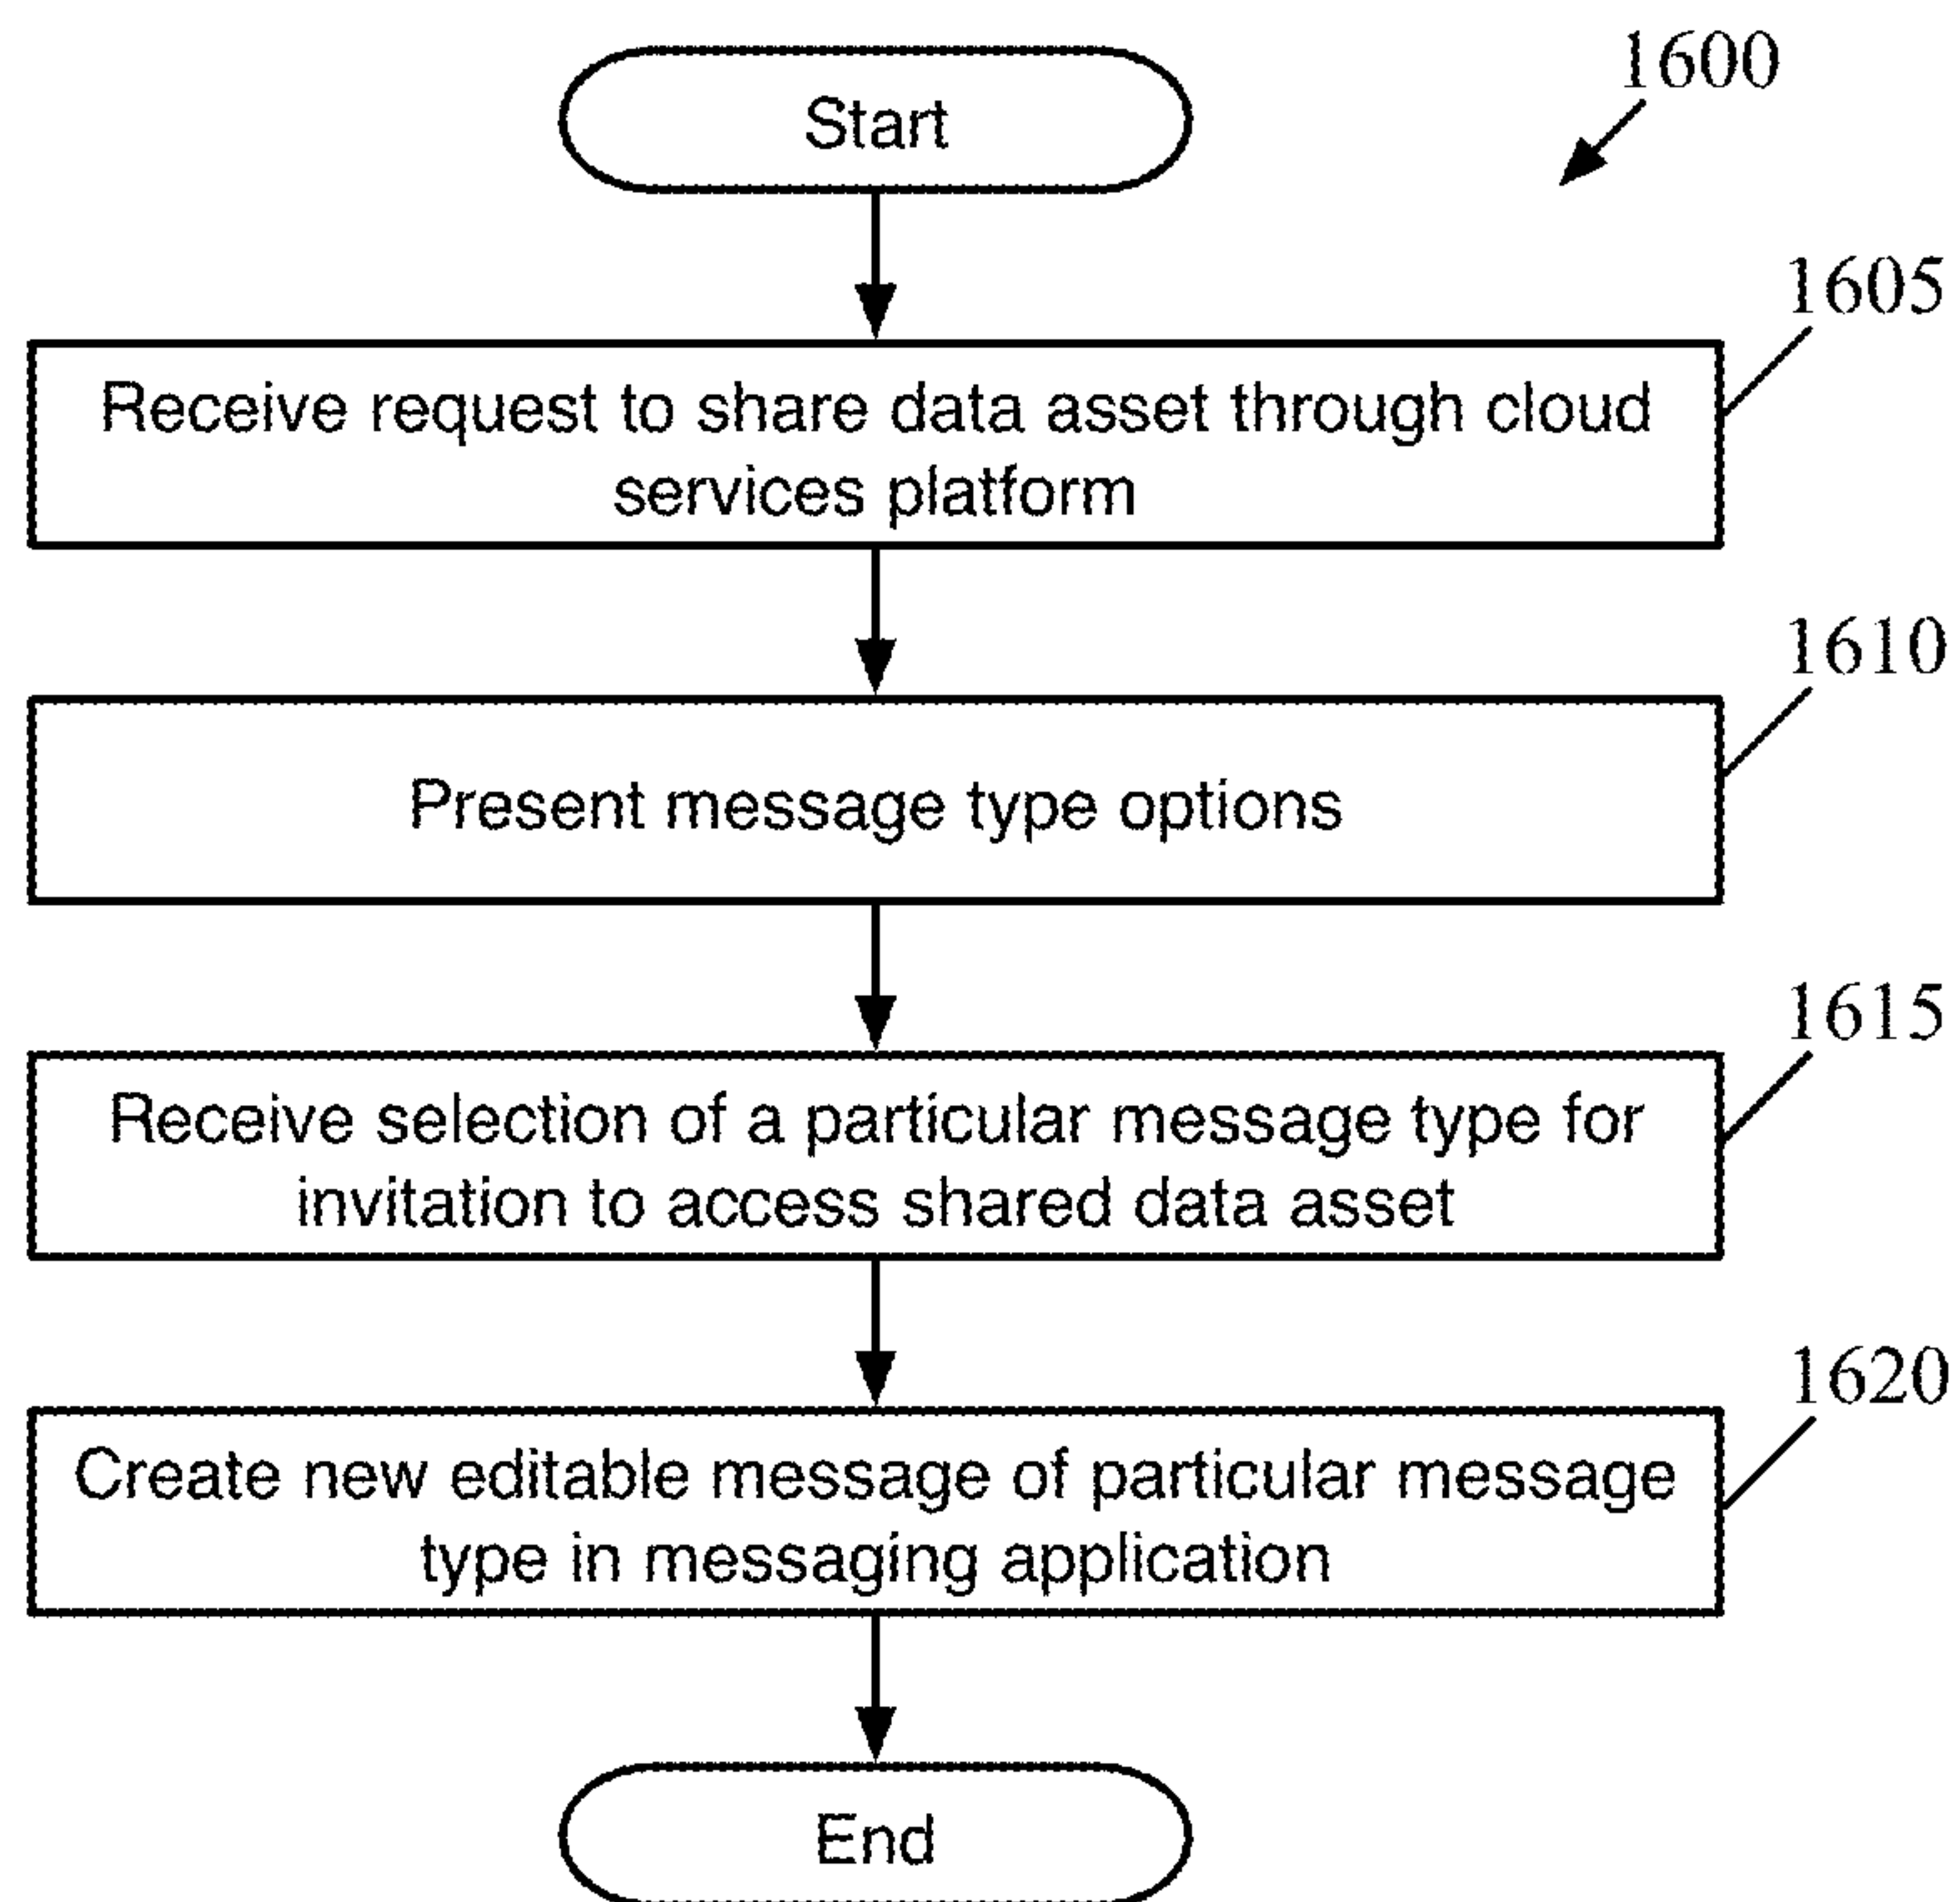 1600
Start
1605
Receive request to share data asset through cloud
services platform
1610
Present message type options
1615
Receive selection of a particular message type for
invitation to access shared data asset
1620
Create new editable message of particular message
type in messaging application
End